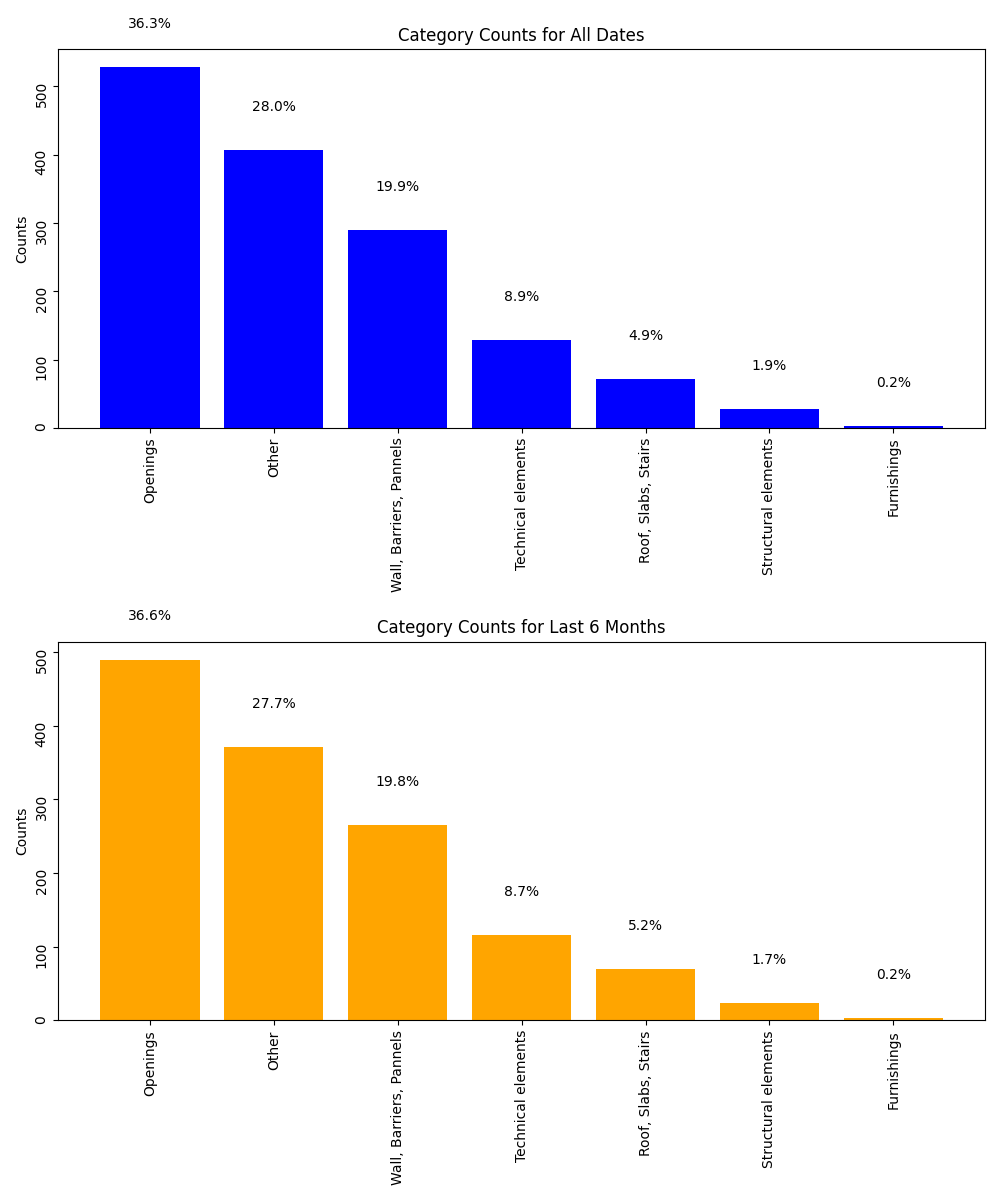 36.3%
Category Counts for All Dates
28.0%
19.9%
8.9%
4.9%
1.9%
0.2%
Counts
500
400
300
200
100
0
Openings
Other
Wall, Barriers, Pannels
Technical elements
Roof, Slabs, Stairs
Structural elements
Furnishings
36.6%
Category Counts for Last 6 Months
27.7%
19.8%
8.7%
5.2%
1.7%
0.2%
Counts
500
400
300
200
100
0
Openings
Other
Wall, Barriers, Pannels
Technical elements
Roof, Slabs, Stairs
Structural elements
Furnishings